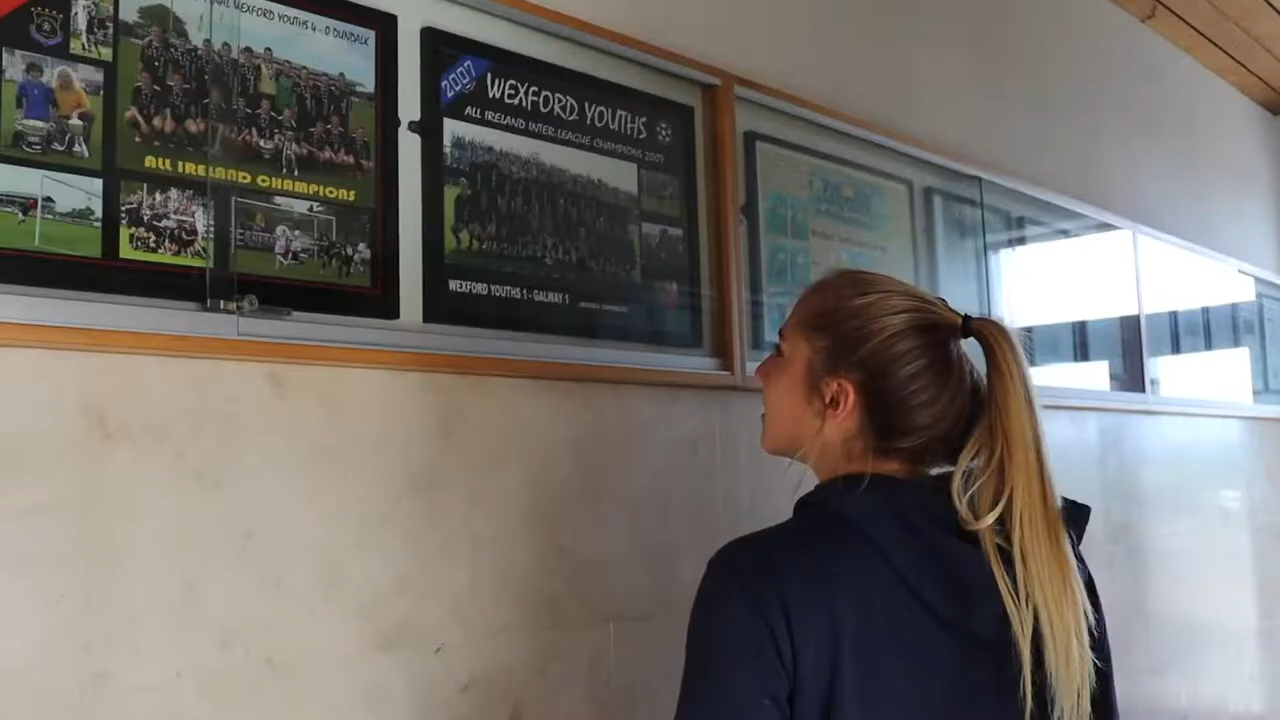 WEXFORD YOUTHS 4 - 0 DUNDALK
ALL IRELAND CHAMPIONS
2007
WEXFORD YOUTHS
ALL IRELAND INTER-LEAGUE CHAMPIONS 2007
WEXFORD YOUTHS 1 - GALWAY 1